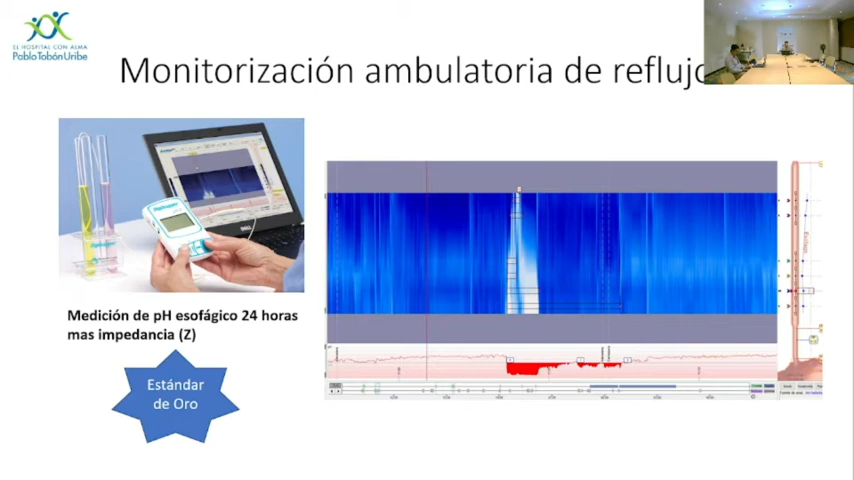 EL HOSPITAL CON ALMA
Pablo Tobón Uribe
Monitorización ambulatoria de reflujo
Medición de pH esofágico 24 horas
mas impedancia (Z)
Estándar
de Oro
DELL